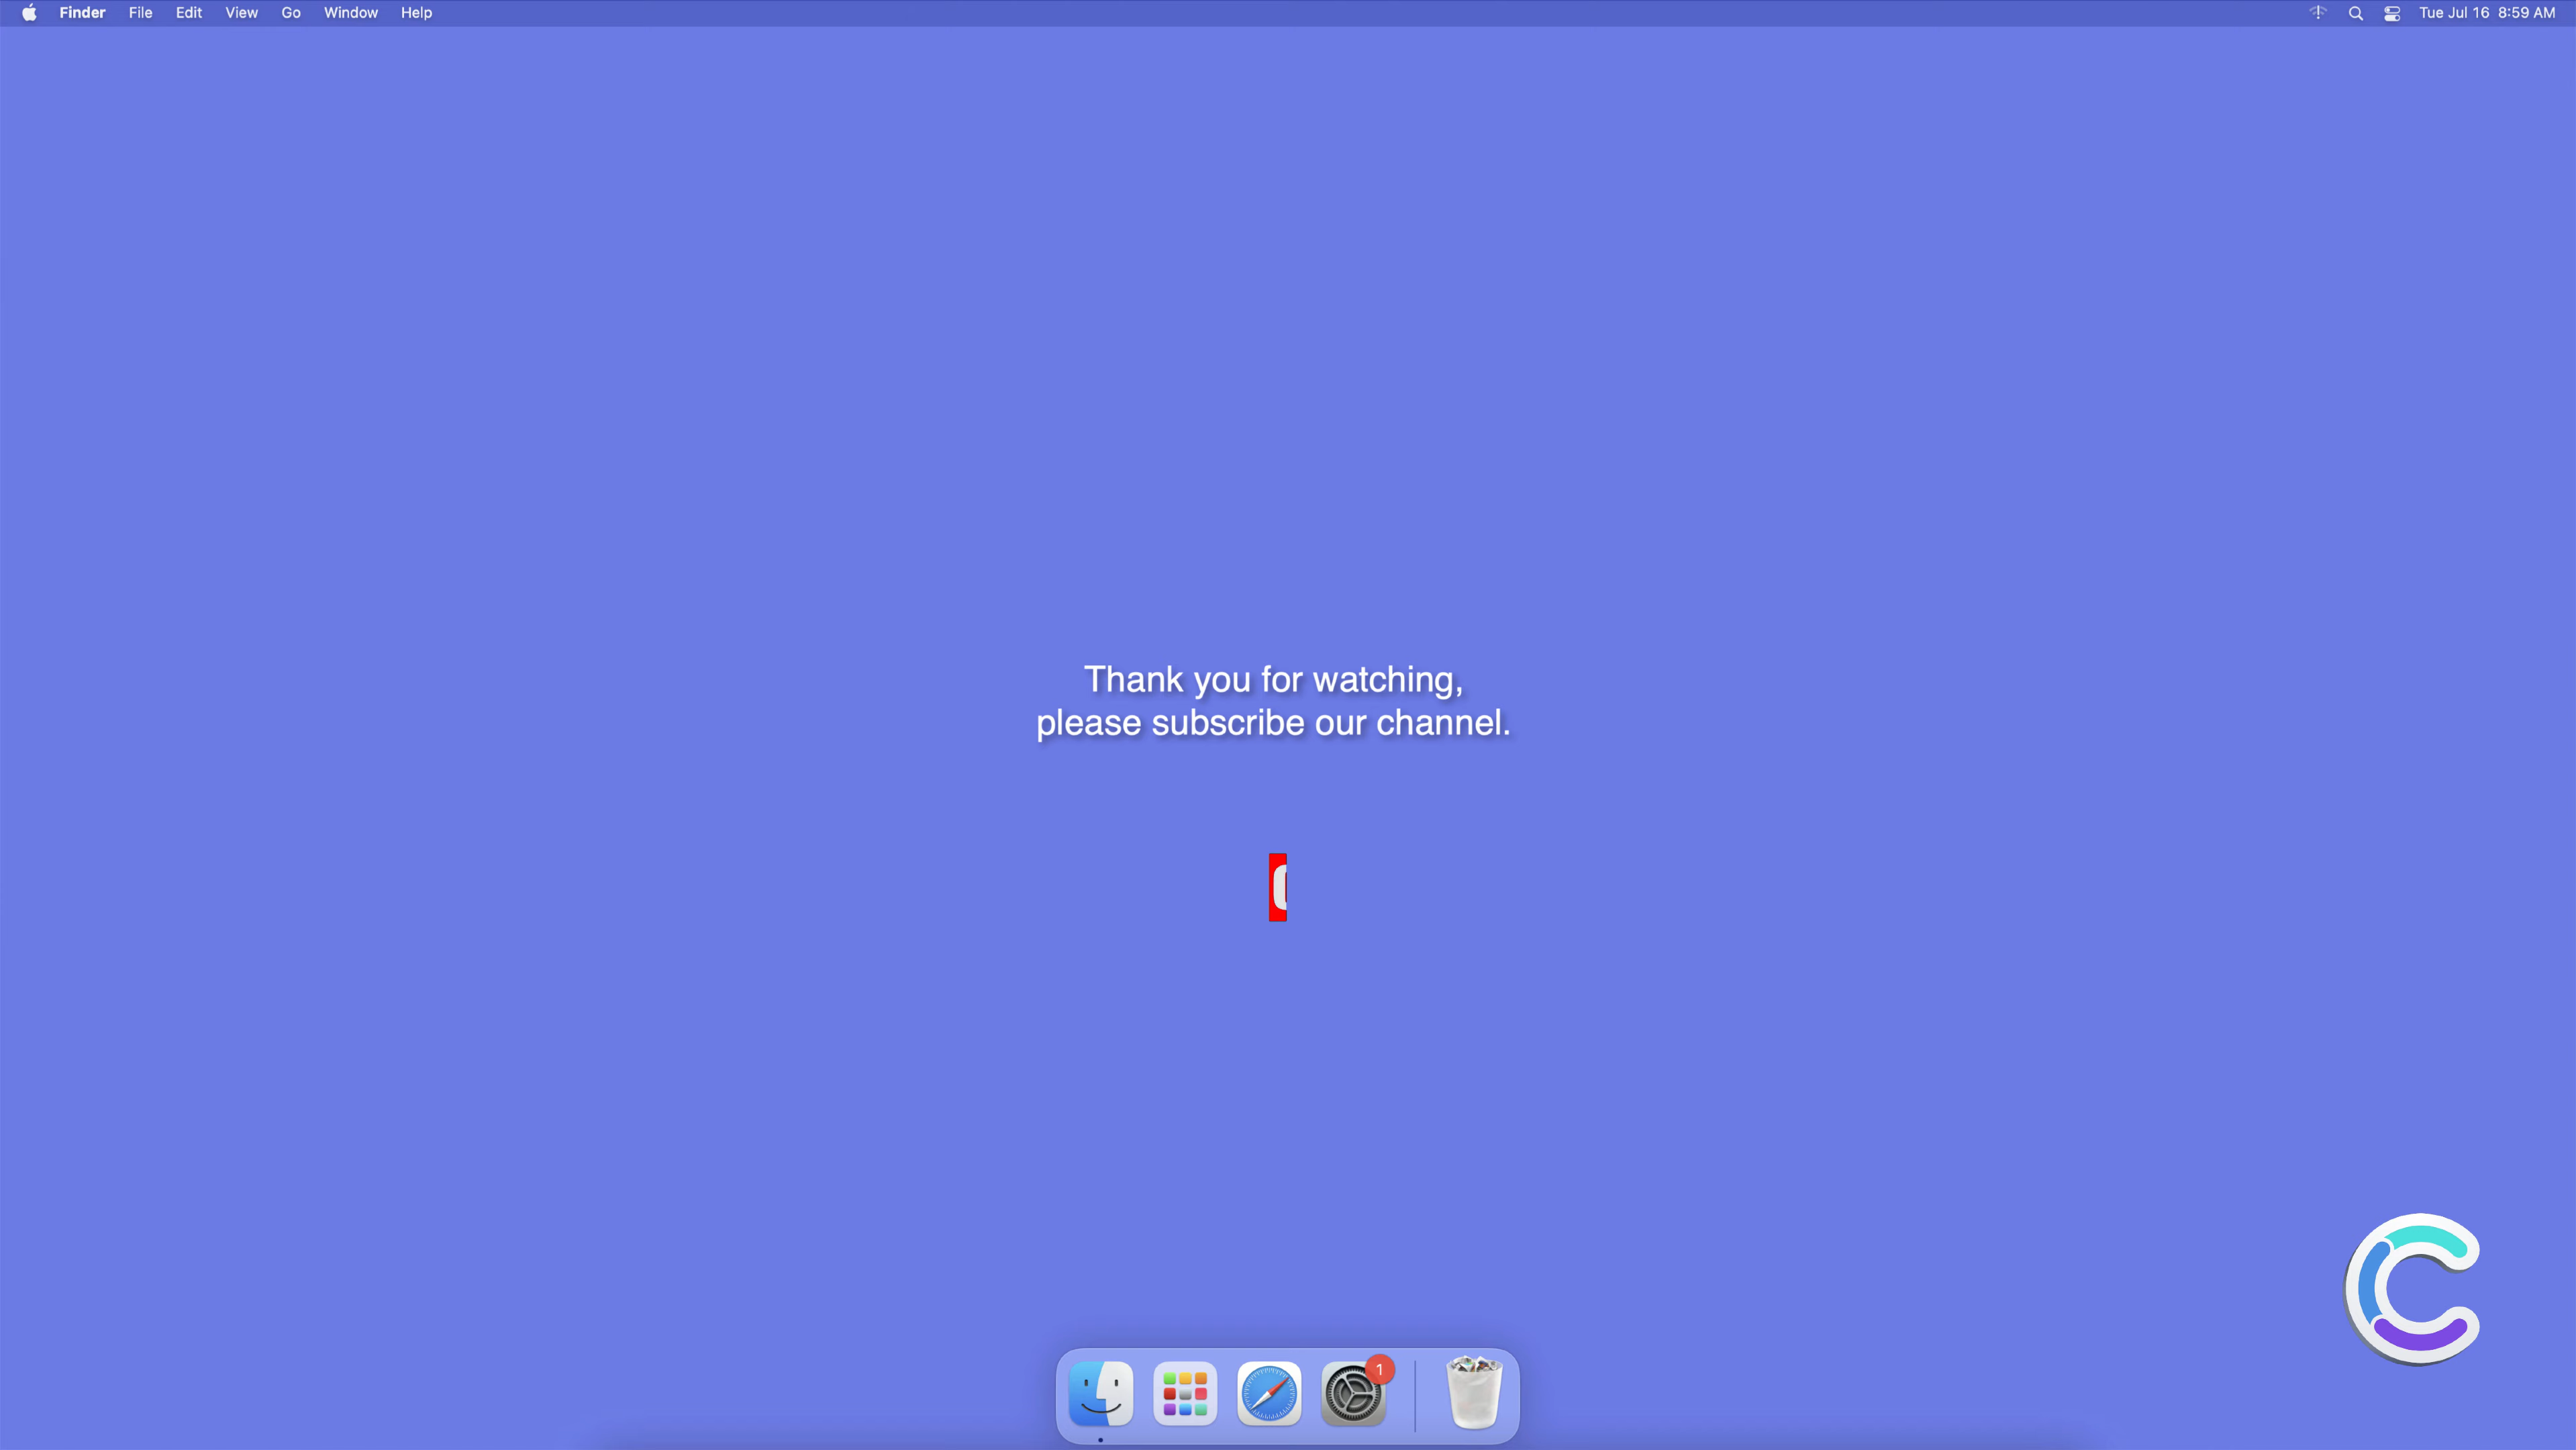 Finder File Edit View Go Window Help
Tue Jul 16 8:59 AM
Thank you for watching,
please subscribe our channel.
1